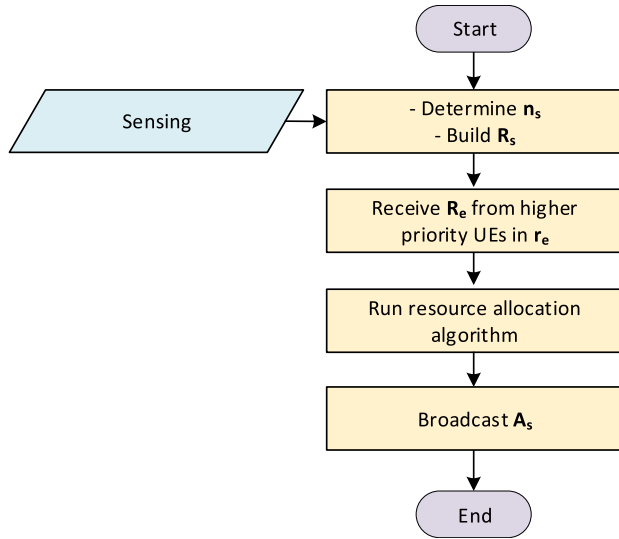 Start
Sensing
- Determine nₛ
- Build Rₛ
Receive Rₑ from higher
priority UEs in rₑ
Run resource allocation
algorithm
Broadcast Aₛ
End